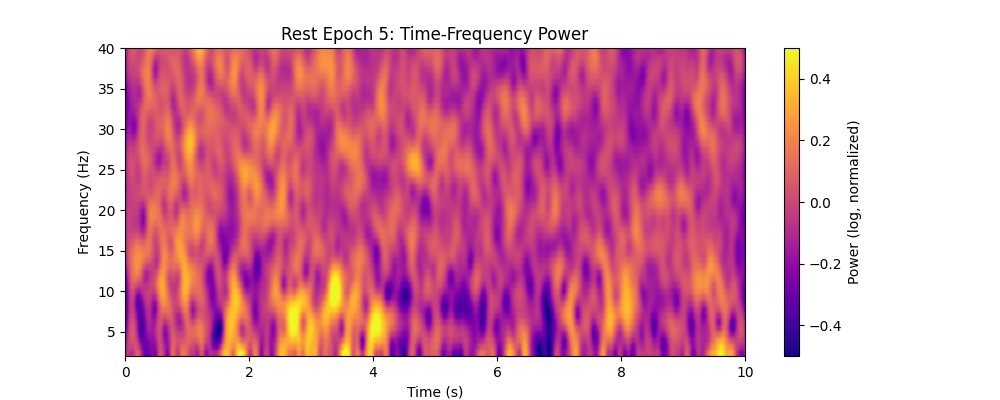 Rest Epoch 5: Time-Frequency Power
40
35
30
25
20
15
10
5
Frequency (Hz)
0 2 4 6 8 10
Time (s)
0.4
0.2
0.0
−0.2
−0.4
Power (log, normalized)